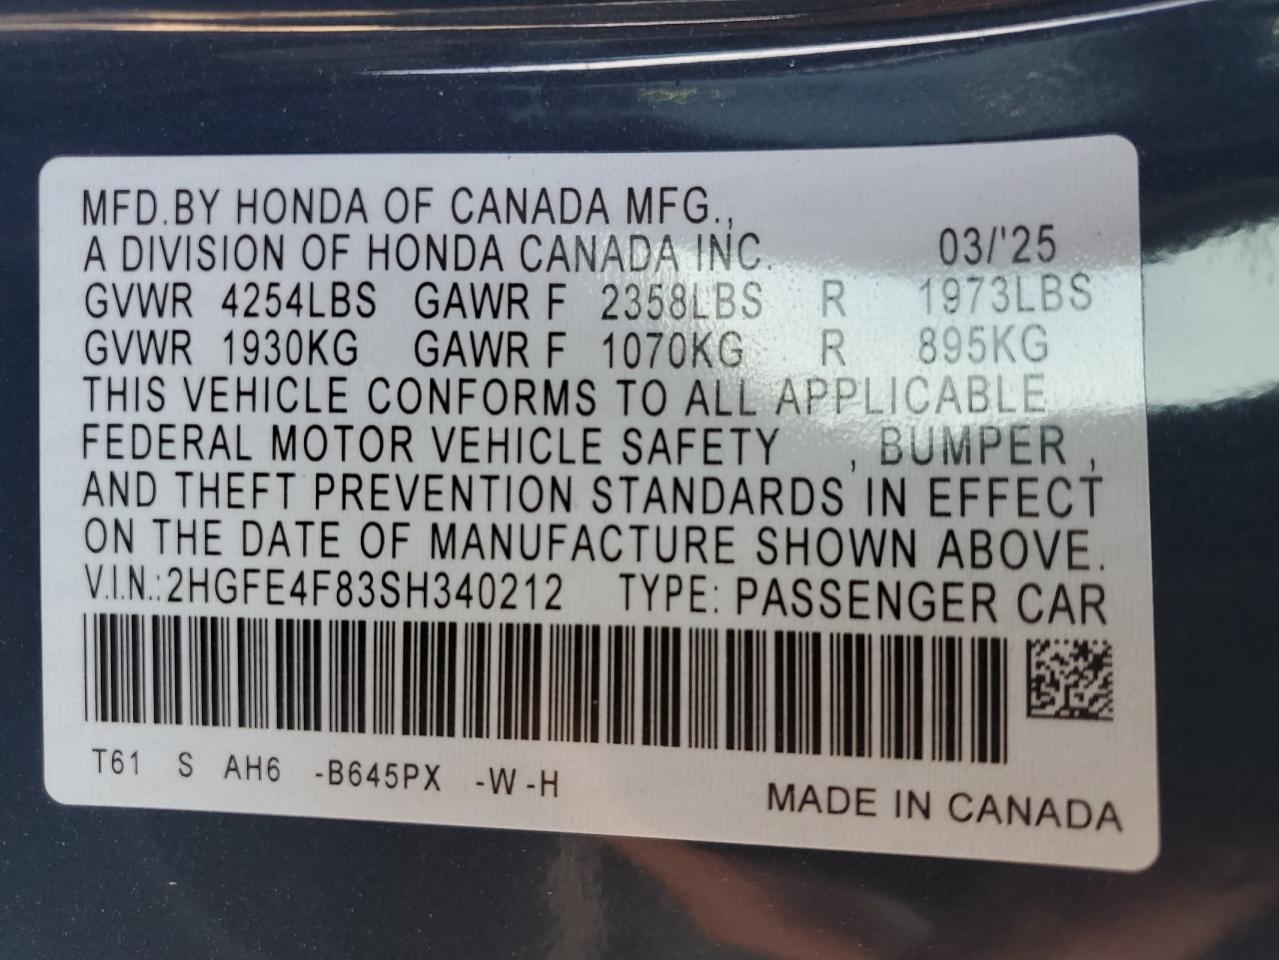 MFD.BY HONDA OF CANADA MFG.,
A DIVISION OF HONDA CANADA INC. 03/'25
GVWR 4254LBS GAWR F 2358LBS R 1973LBS
GVWR 1930KG GAWR F 1070KG R 895KG
THIS VEHICLE CONFORMS TO ALL APPLICABLE
FEDERAL MOTOR VEHICLE SAFETY , BUMPER ,
AND THEFT PREVENTION STANDARDS IN EFFECT
ON THE DATE OF MANUFACTURE SHOWN ABOVE.
V.I.N.:2HGFE4F83SH340212 TYPE: PASSENGER CAR
T61 S AH6 -B645PX -W -H
MADE IN CANADA